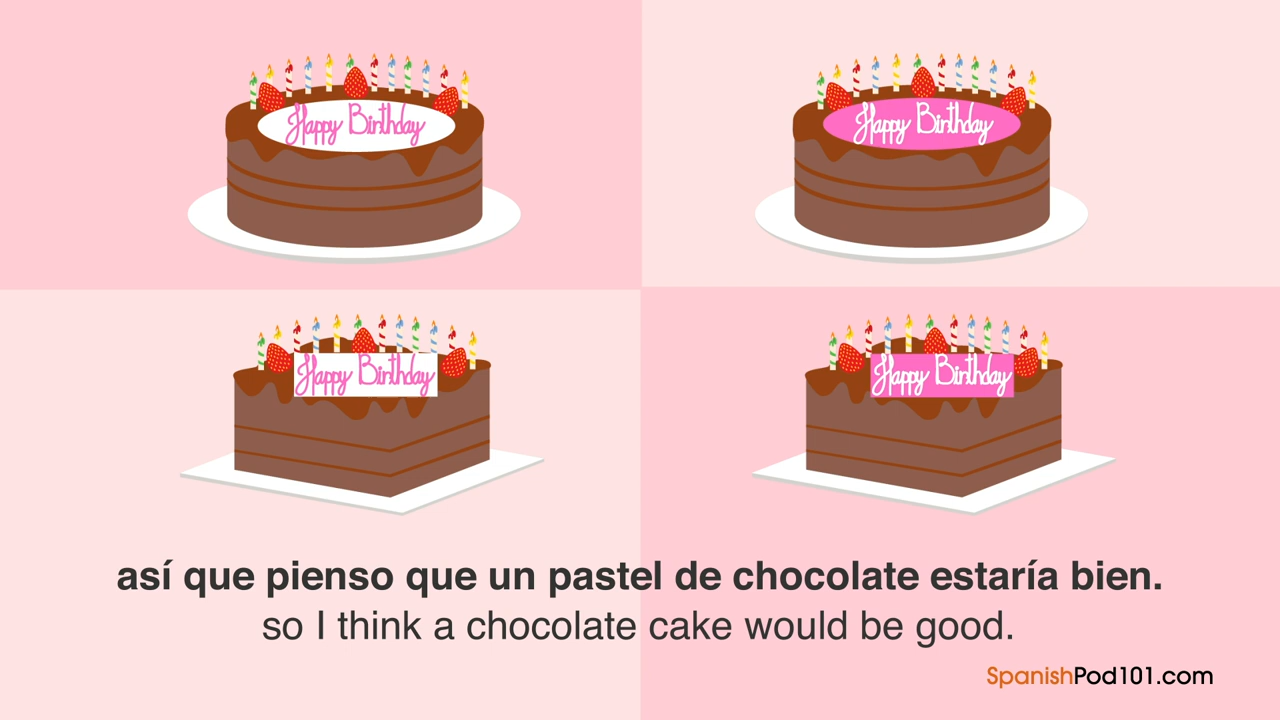 Happy Birthday
Happy Birthday
Happy Birthday
Happy Birthday
así que pienso que un pastel de chocolate estaría bien.
so I think a chocolate cake would be good.
SpanishPod101.com